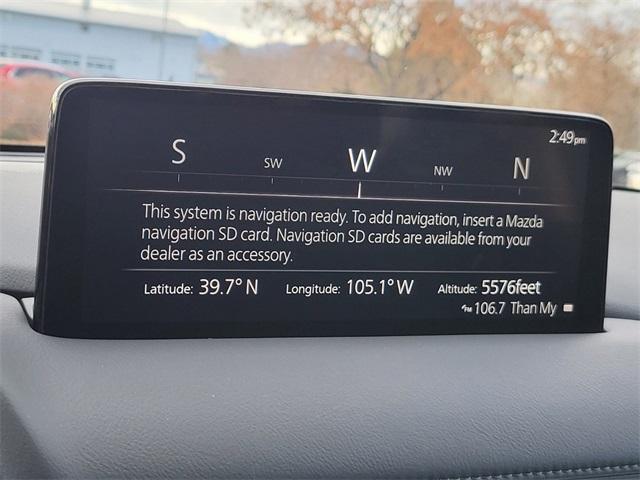 2:49pm
S SW W NW N
This system is navigation ready. To add navigation, insert a Mazda
navigation SD card. Navigation SD cards are available from your
dealer as an accessory.
Latitude: 39.7° N Longitude: 105.1° W Altitude: 5576feet
FM 106.7 Than My